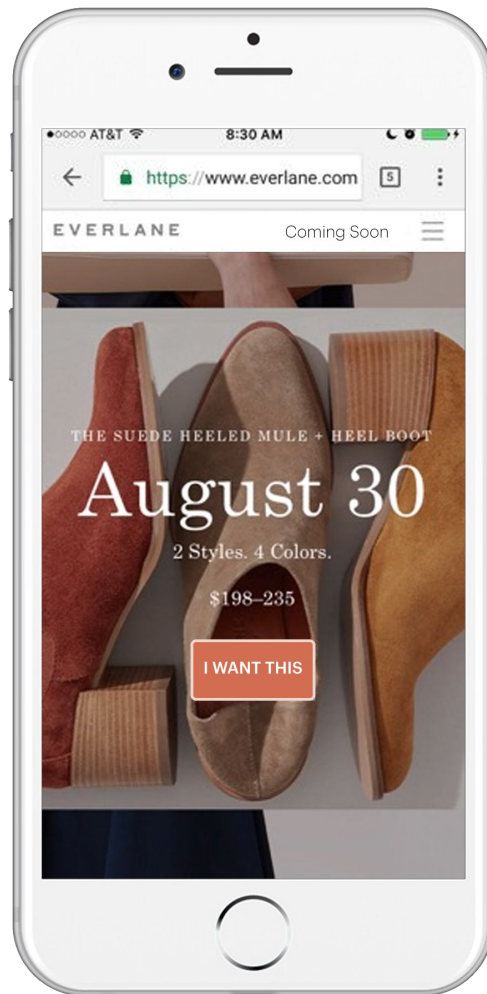 ●○○○○ AT&T 8:30 AM
https://www.everlane.com 5
EVERLANE Coming Soon
THE SUEDE HEELED MULE + HEEL BOOT
August 30
2 Styles. 4 Colors.
$198–235
I WANT THIS